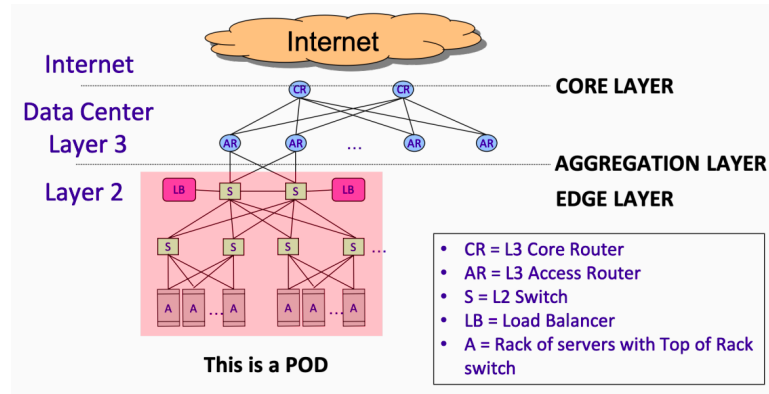 Internet
Internet
CORE LAYER
CR CR
Data Center
Layer 3
AR AR ... AR AR
AGGREGATION LAYER
Layer 2
LB S S LB
EDGE LAYER
S S S S ...
A A ... A A A ... A
This is a POD
• CR = L3 Core Router
• AR = L3 Access Router
• S = L2 Switch
• LB = Load Balancer
• A = Rack of servers with Top of Rack
switch